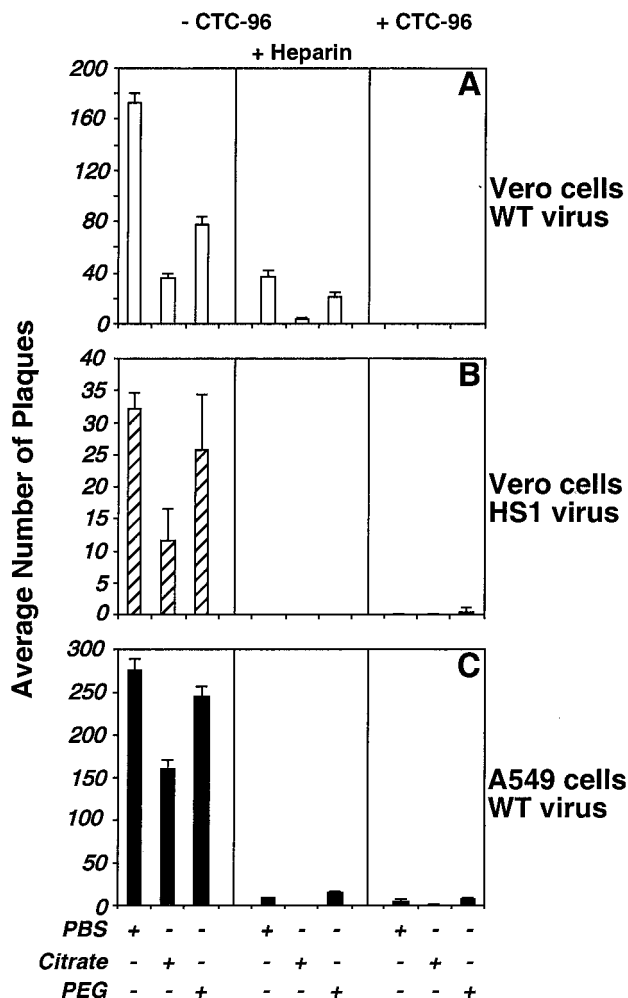 - CTC-96 + CTC-96
+ Heparin
A
200
160
120
80
40
0
Vero cells
WT virus
B
40
35
30
25
20
15
10
5
0
Vero cells
HS1 virus
C
300
250
200
150
100
50
0
A549 cells
WT virus
Average Number of Plaques
PBS + - - + - - + - -
Citrate - + - - + - - + -
PEG - - + - - + - - +